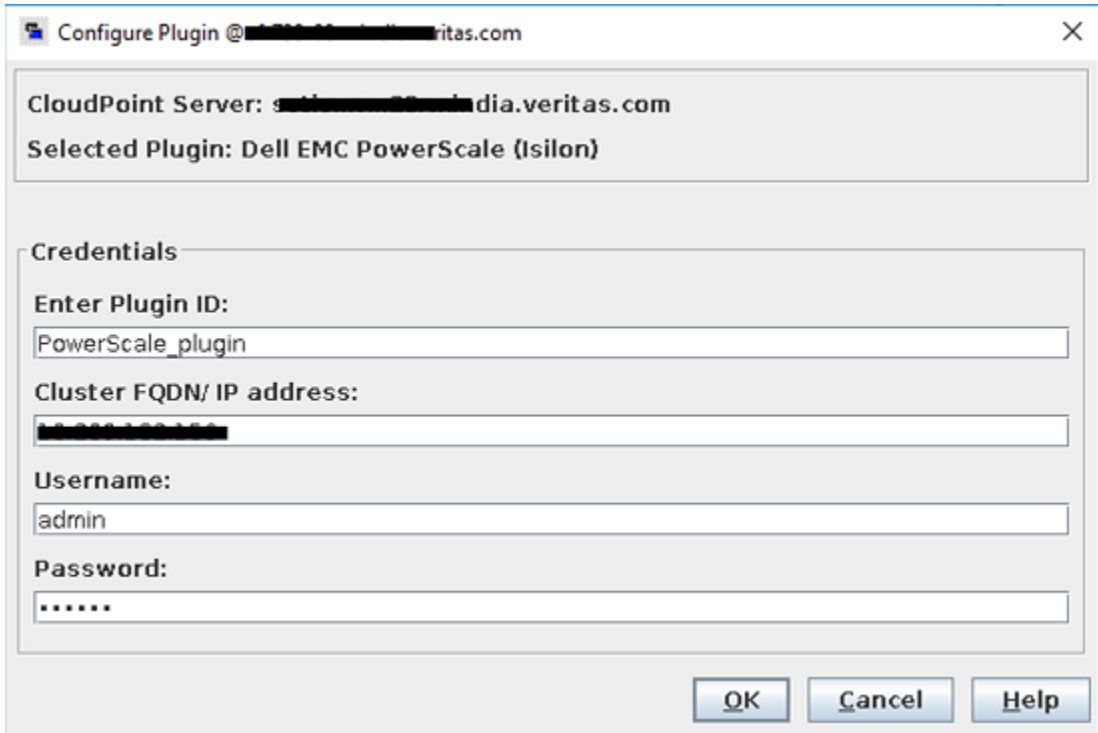 Configure Plugin @ ritas.com
CloudPoint Server: dia.veritas.com
Selected Plugin: Dell EMC PowerScale (Isilon)
Credentials
Enter Plugin ID:
PowerScale_plugin
Cluster FQDN/ IP address:
Username:
admin
Password:
OK
Cancel
Help